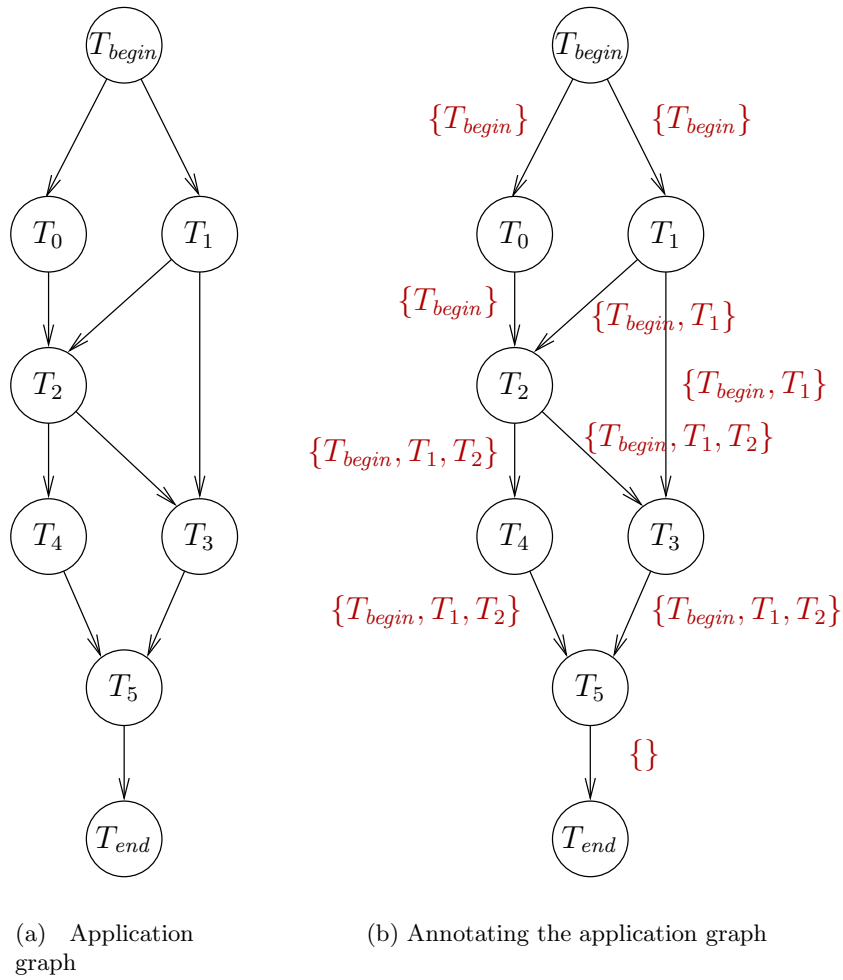 T_begin
T_0
T_1
T_2
T_4
T_3
T_5
T_end
(a) Application
graph
T_begin
{T_begin}
{T_begin}
T_0
T_1
{T_begin}
{T_begin, T_1}
T_2
{T_begin, T_1}
{T_begin, T_1, T_2}
{T_begin, T_1, T_2}
T_4
T_3
{T_begin, T_1, T_2}
{T_begin, T_1, T_2}
T_5
{}
T_end
(b) Annotating the application graph